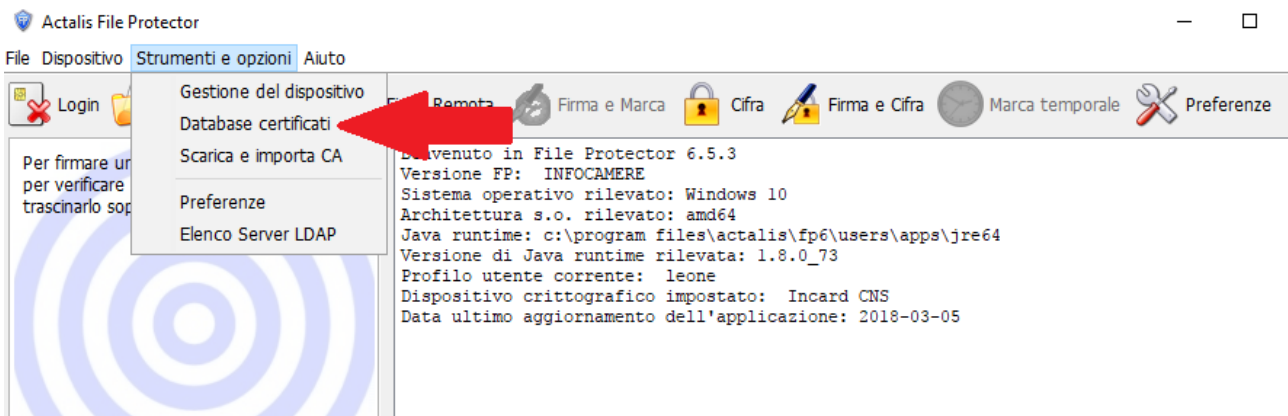 Actalis File Protector
File Dispositivo Strumenti e opzioni Aiuto
Login Remota Firma e Marca Cifra Firma e Cifra Marca temporale Preferenze
Gestione del dispositivo
Database certificati
Scarica e importa CA
Preferenze
Elenco Server LDAP
Per firmare un
per verificare
trascinarlo sop
in File Protector 6.5.3
Versione FP: INFOCAMERE
Sistema operativo rilevato: Windows 10
Architettura s.o. rilevato: amd64
Java runtime: c:\program files\actalis\fp6\users\apps\jre64
Versione di Java runtime rilevata: 1.8.0_73
Profilo utente corrente: leone
Dispositivo crittografico impostato: Incard CNS
Data ultimo aggiornamento dell'applicazione: 2018-03-05